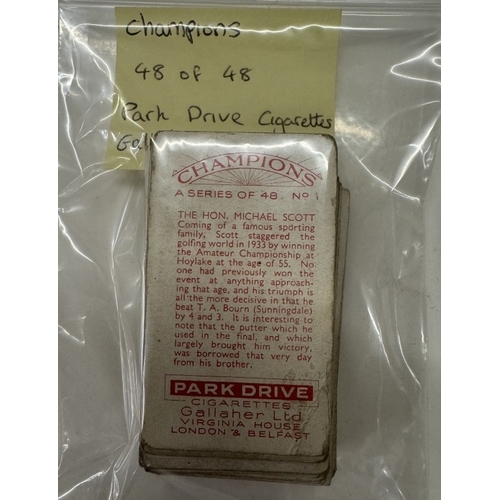 Champions
48 of 48
Park Drive Cigarettes
CHAMPIONS
A SERIES OF 48. Nº 1
THE HON. MICHAEL SCOTT
Coming of a famous sporting
family, Scott staggered the
golfing world in 1933 by winning
the Amateur Championship at
Hoylake at the age of 55. No
one had previously won the
event at anything approach-
ing that age, and his triumph is
all the more decisive in that he
beat T. A. Bourn (Sunningdale)
by 4 and 3. It is interesting to
note that the putter which he
used in the final, and which
largely brought him victory,
was borrowed that very day
from his brother.
PARK DRIVE
CIGARETTES
Gallaher Ltd
VIRGINIA HOUSE
LONDON & BELFAST